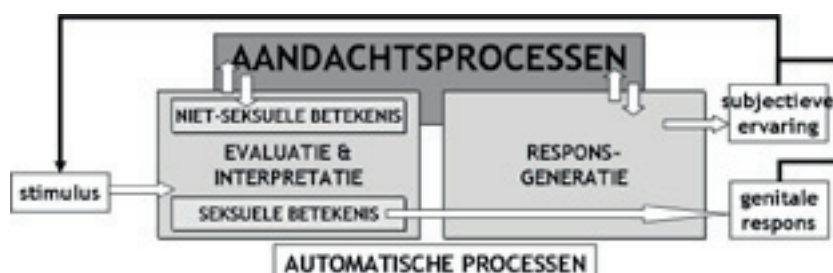 AANDACHTSPROCESSEN
NIET-SEKSUELE BETEKENIS
EVALUATIE &
INTERPRETATIE
SEKSUELE BETEKENIS
RESPONS-
GENERATIE
stimulus
subjectieve
ervaring
genitale
respons
AUTOMATISCHE PROCESSEN